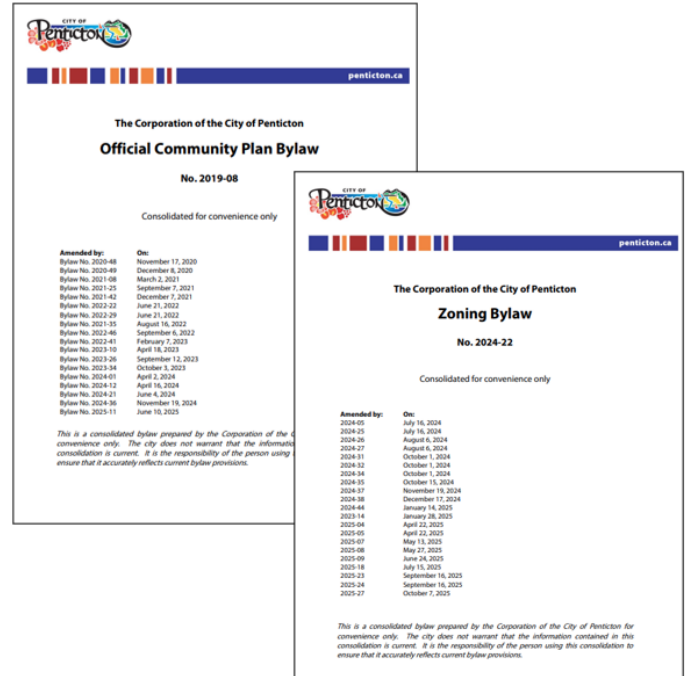 CITY OF
Penticton
penticton.ca
The Corporation of the City of Penticton
Official Community Plan Bylaw
No. 2019-08
Consolidated for convenience only
Amended by: On:
Bylaw No. 2020-48 November 17, 2020
Bylaw No. 2020-49 December 8, 2020
Bylaw No. 2021-08 March 2, 2021
Bylaw No. 2021-25 September 7, 2021
Bylaw No. 2021-42 December 7, 2021
Bylaw No. 2022-22 June 21, 2022
Bylaw No. 2022-29 June 21, 2022
Bylaw No. 2021-35 August 16, 2022
Bylaw No. 2022-46 September 6, 2022
Bylaw No. 2022-41 February 7, 2023
Bylaw No. 2023-10 April 18, 2023
Bylaw No. 2023-26 September 12, 2023
Bylaw No. 2023-34 October 3, 2023
Bylaw No. 2024-01 April 2, 2024
Bylaw No. 2024-12 April 16, 2024
Bylaw No. 2024-21 June 4, 2024
Bylaw No. 2024-36 November 19, 2024
Bylaw No. 2025-11 June 10, 2025
This is a consolidated bylaw prepared by the Corporation of the
convenience only. The city does not warrant that the information
consolidation is current. It is the responsibility of the person using
ensure that it accurately reflects current bylaw provisions.
CITY OF
Penticton
penticton.ca
The Corporation of the City of Penticton
Zoning Bylaw
No. 2024-22
Consolidated for convenience only
Amended by: On:
2024-05 July 16, 2024
2024-25 July 16, 2024
2024-26 August 6, 2024
2024-27 August 6, 2024
2024-31 October 1, 2024
2024-32 October 1, 2024
2024-34 October 1, 2024
2024-35 October 15, 2024
2024-37 November 19, 2024
2024-38 December 17, 2024
2024-44 January 14, 2025
2023-14 January 28, 2025
2025-04 April 22, 2025
2025-05 April 22, 2025
2025-07 May 13, 2025
2025-08 May 27, 2025
2025-09 June 24, 2025
2025-18 July 15, 2025
2025-23 September 16, 2025
2025-24 September 16, 2025
2025-27 October 7, 2025
This is a consolidated bylaw prepared by the Corporation of the City of Penticton for
convenience only. The city does not warrant that the information contained in this
consolidation is current. It is the responsibility of the person using this consolidation to
ensure that it accurately reflects current bylaw provisions.